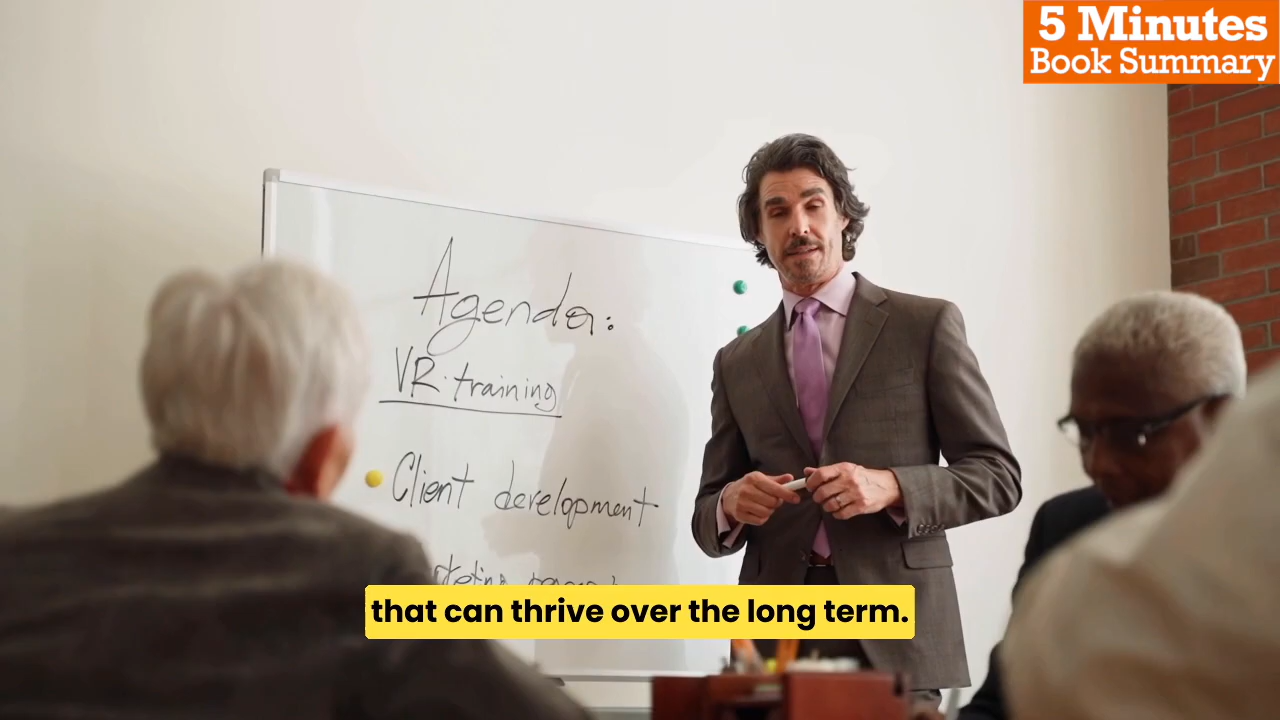 5 Minutes
Book Summary
Agenda:
VR training
Client development
that can thrive over the long term.